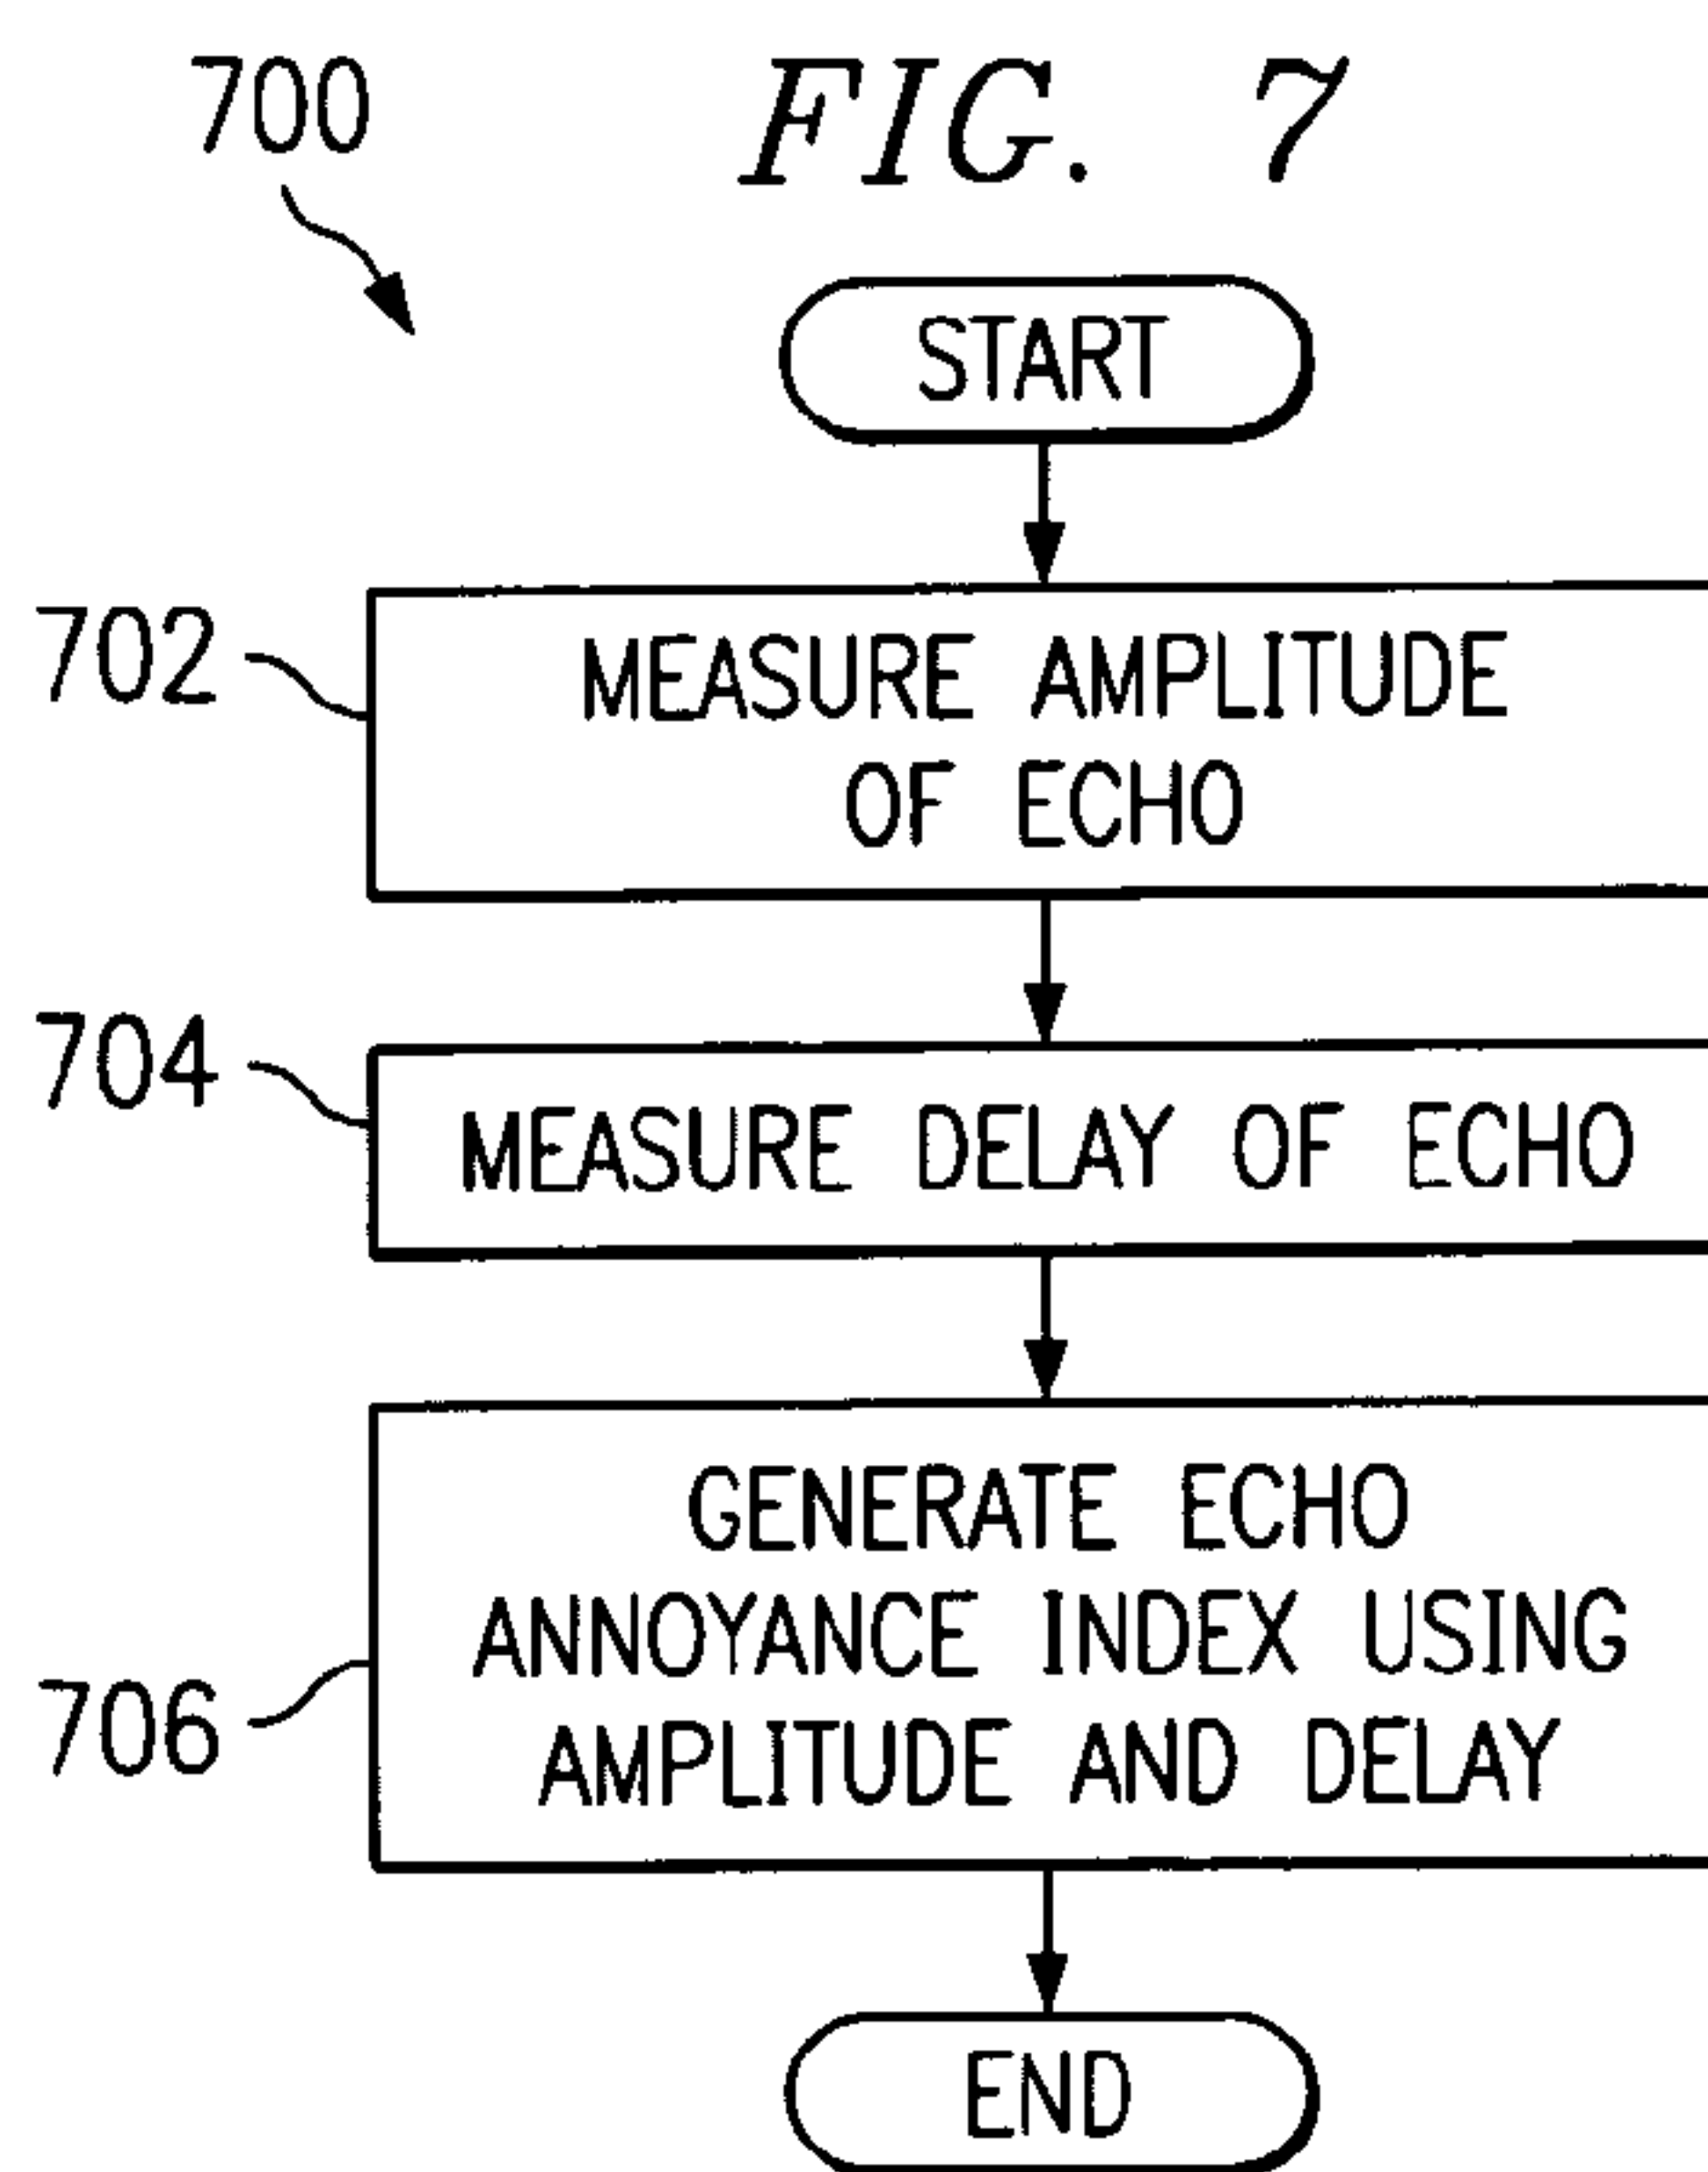 700
FIG. 7
START
702
MEASURE AMPLITUDE
OF ECHO
704
MEASURE DELAY OF ECHO
GENERATE ECHO
ANNOYANCE INDEX USING
706
AMPLITUDE AND DELAY
END